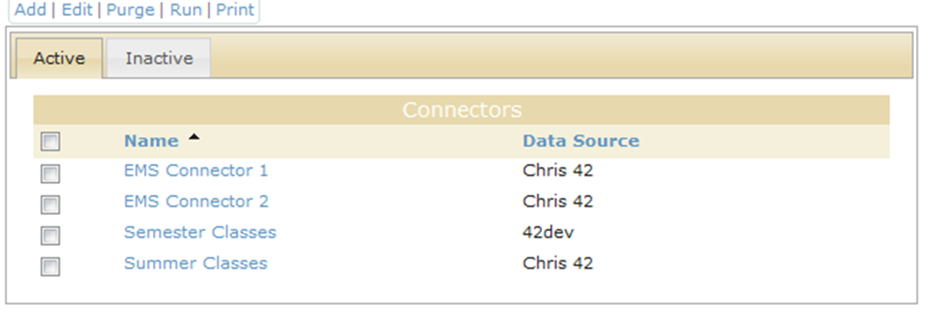 Add | Edit | Purge | Run | Print
Active Inactive
Connectors
Name Data Source
EMS Connector 1 Chris 42
EMS Connector 2 Chris 42
Semester Classes 42dev
Summer Classes Chris 42